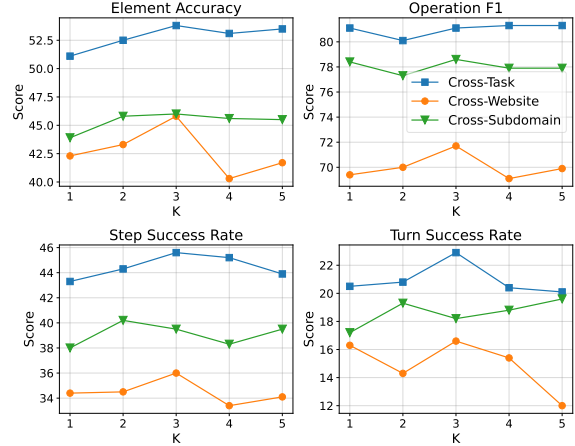 Element Accuracy
Score
52.5
50.0
47.5
45.0
42.5
40.0
1 2 3 4 5
K
Operation F1
Score
80
78
76
74
72
70
Cross-Task
Cross-Website
Cross-Subdomain
1 2 3 4 5
K
Step Success Rate
Score
46
44
42
40
38
36
34
1 2 3 4 5
K
Turn Success Rate
Score
22
20
18
16
14
12
1 2 3 4 5
K